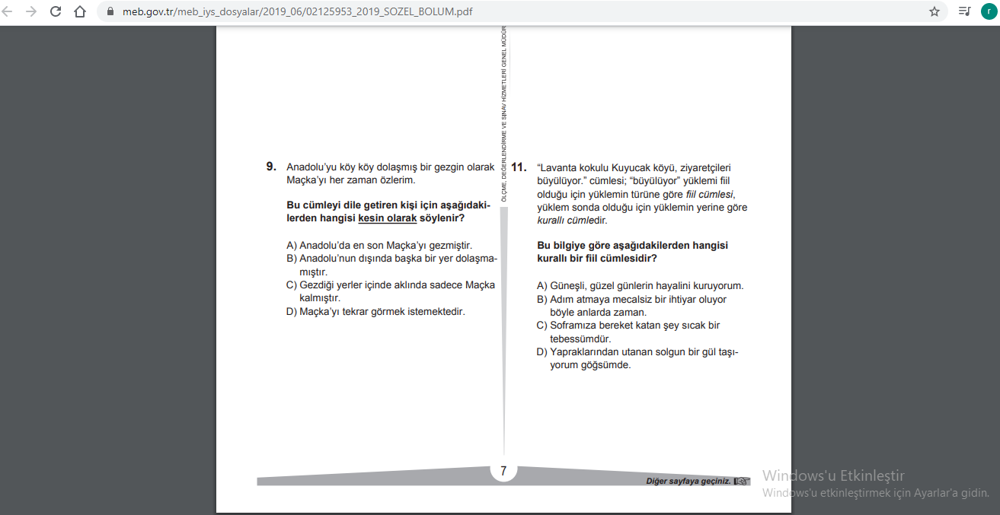 meb.gov.tr/meb_iys_dosyalar/2019_06/02125953_2019_SOZEL_BOLUM.pdf
r
ÖLÇME, DEĞERLENDİRME VE SINAV HİZMETLERİ GENEL MÜDÜR
9. Anadolu’yu köy köy dolaşmış bir gezgin olarak
Maçka’yı her zaman özlerim.
Bu cümleyi dile getiren kişi için aşağıdaki-
lerden hangisi kesin olarak söylenir?
A) Anadolu’da en son Maçka’yı gezmiştir.
B) Anadolu’nun dışında başka bir yer dolaşma-
mıştır.
C) Gezdiği yerler içinde aklında sadece Maçka
kalmıştır.
D) Maçka’yı tekrar görmek istemektedir.
11. “Lavanta kokulu Kuyucak köyü, ziyaretçileri
büyülüyor.” cümlesi; “büyülüyor” yüklemi fiil
olduğu için yüklemin türüne göre fiil cümlesi,
yüklem sonda olduğu için yüklemin yerine göre
kurallı cümledir.
Bu bilgiye göre aşağıdakilerden hangisi
kurallı bir fiil cümlesidir?
A) Güneşli, güzel günlerin hayalini kuruyorum.
B) Adım atmaya mecalsiz bir ihtiyar oluyor
böyle anlarda zaman.
C) Soframıza bereket katan şey sıcak bir
tebessümdür.
D) Yapraklarından utanan solgun bir gül taşı-
yorum göğsümde.
7
Diğer sayfaya geçiniz.
Windows'u Etkinleştir
Windows'u etkinleştirmek için Ayarlar'a gidin.